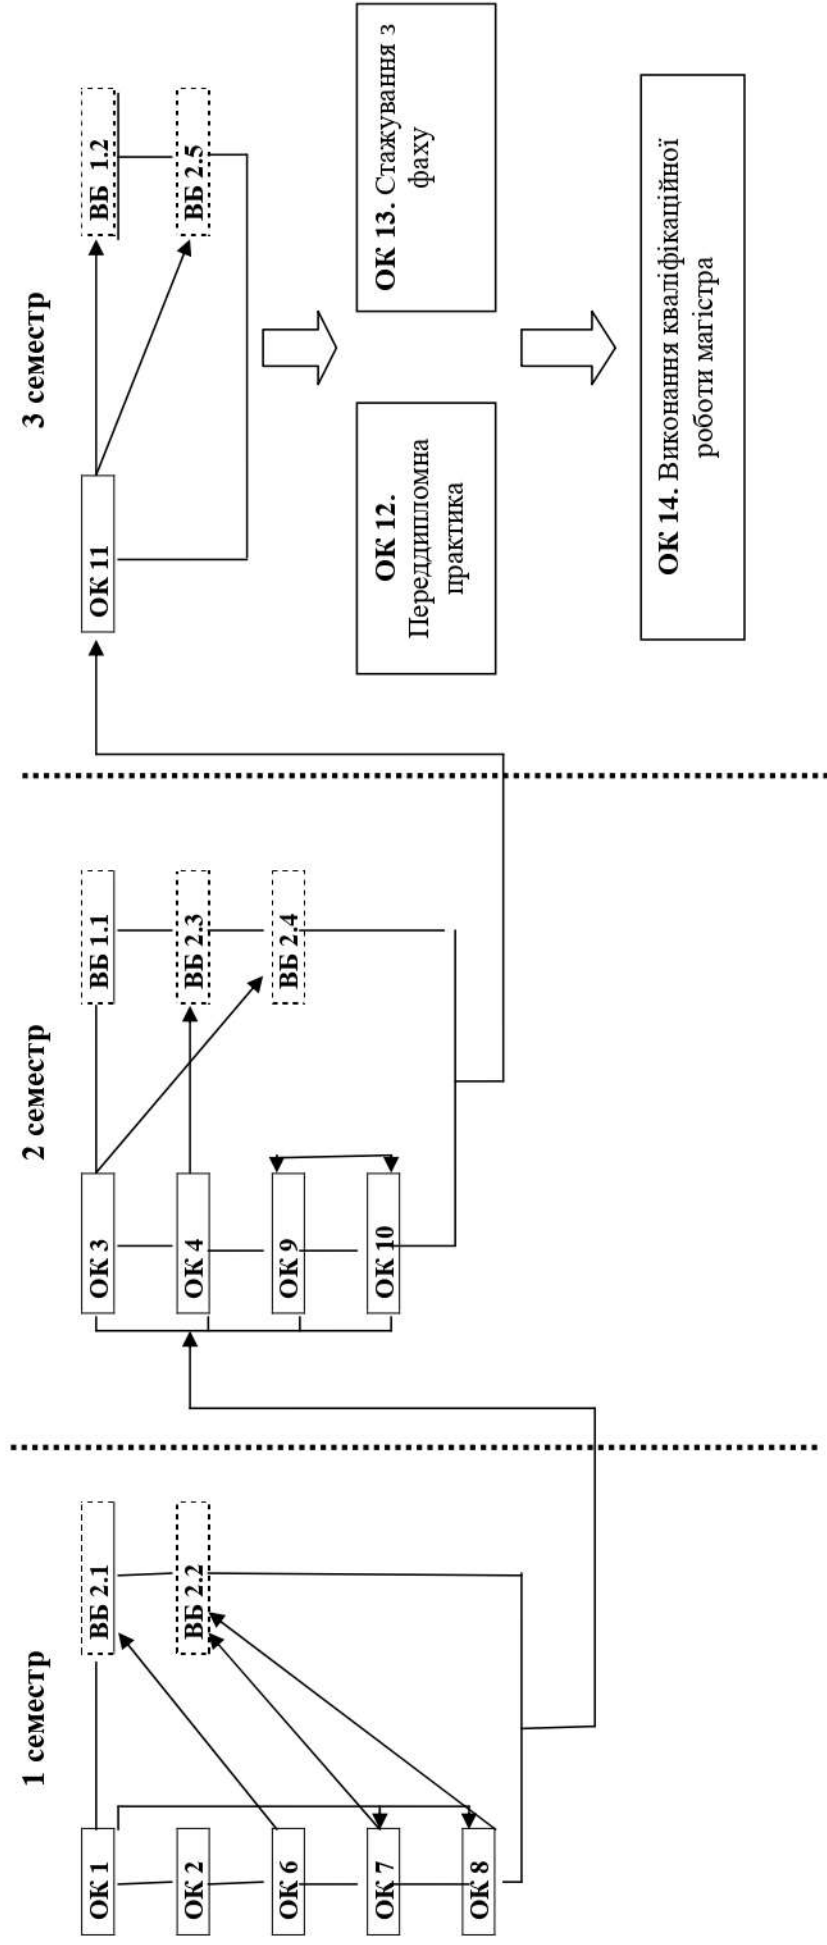 1 семестр
ОК 1
ОК 2
ОК 6
ОК 7
ОК 8
ВБ 2.1
ВБ 2.2
2 семестр
ОК 3
ОК 4
ОК 9
ОК 10
ВБ 1.1
ВБ 2.3
ВБ 2.4
3 семестр
ОК 11
ВБ 1.2
ВБ 2.5
ОК 12.
Переддипломна
практика
ОК 13. Стажування з
фаху
ОК 14. Виконання кваліфікаційної
роботи магістра